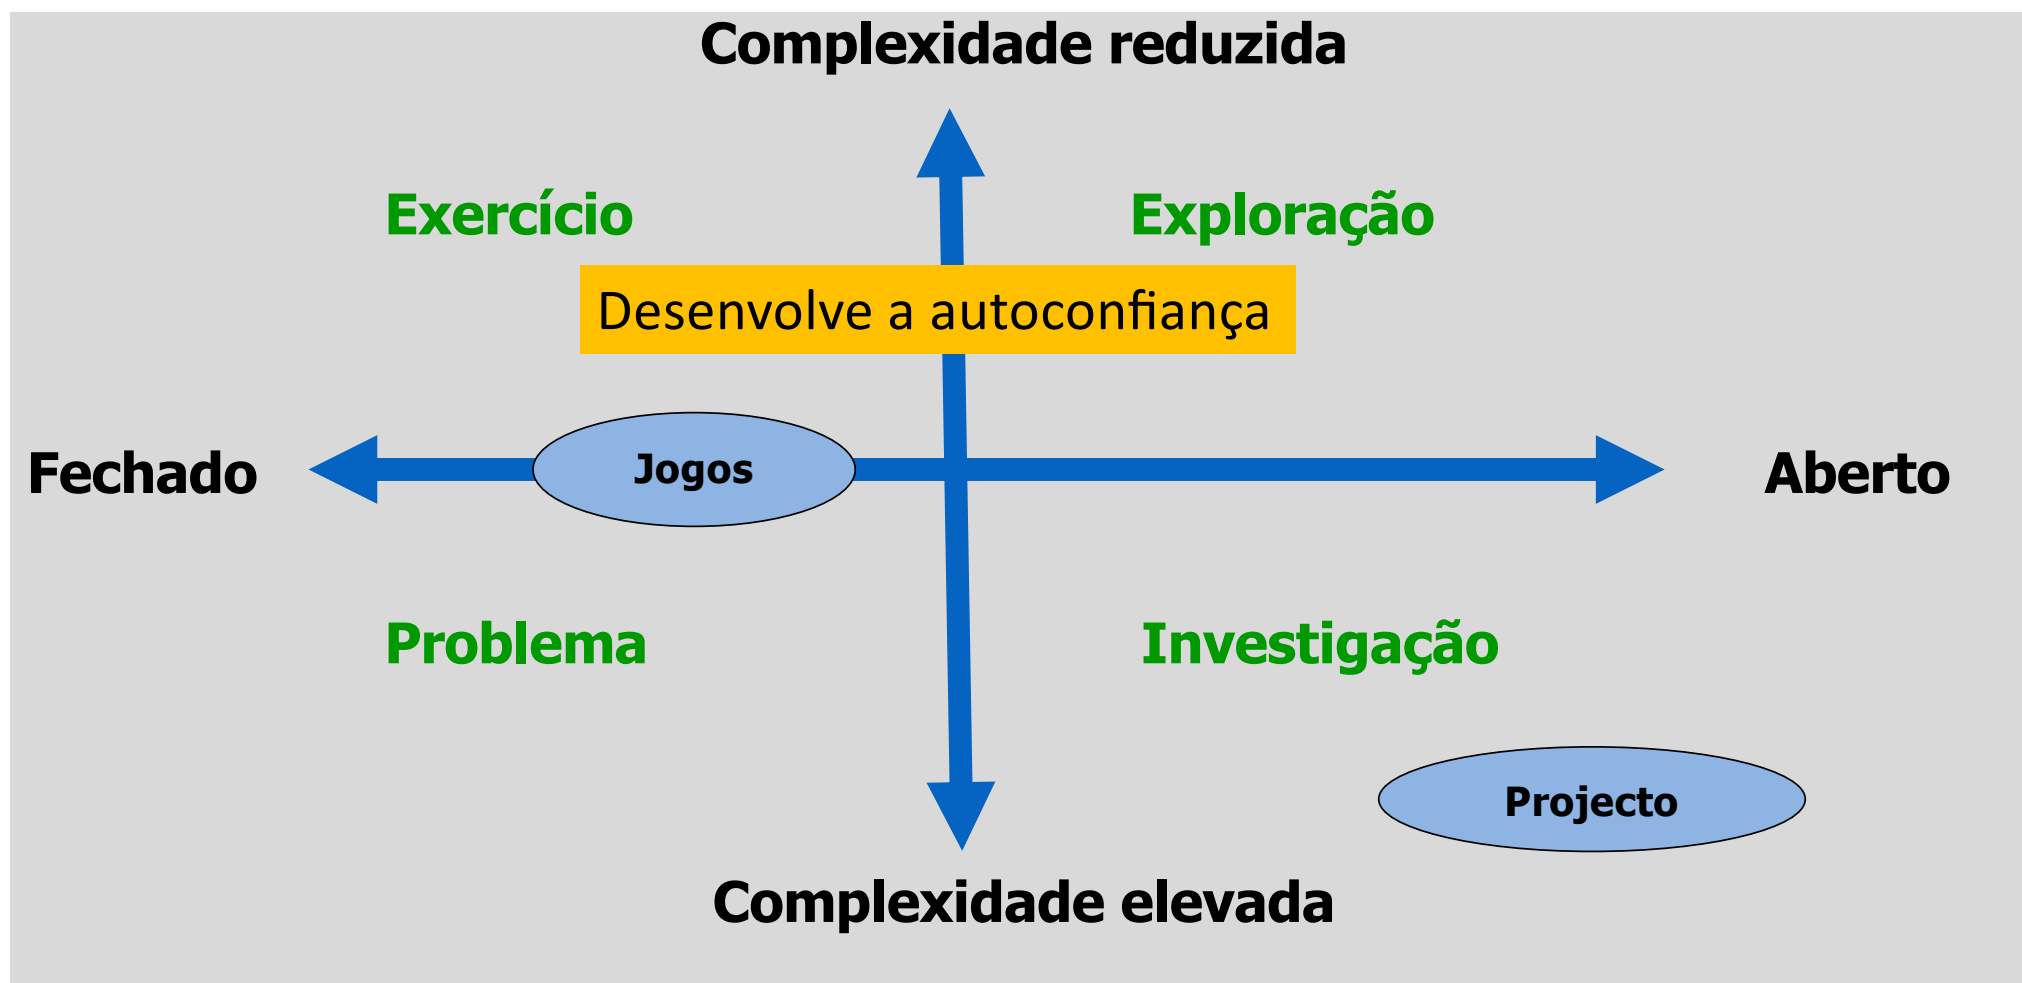 Complexidade reduzida
Exercício
Exploração
Desenvolve a autoconfiança
Fechado
Jogos
Aberto
Problema
Investigação
Projecto
Complexidade elevada